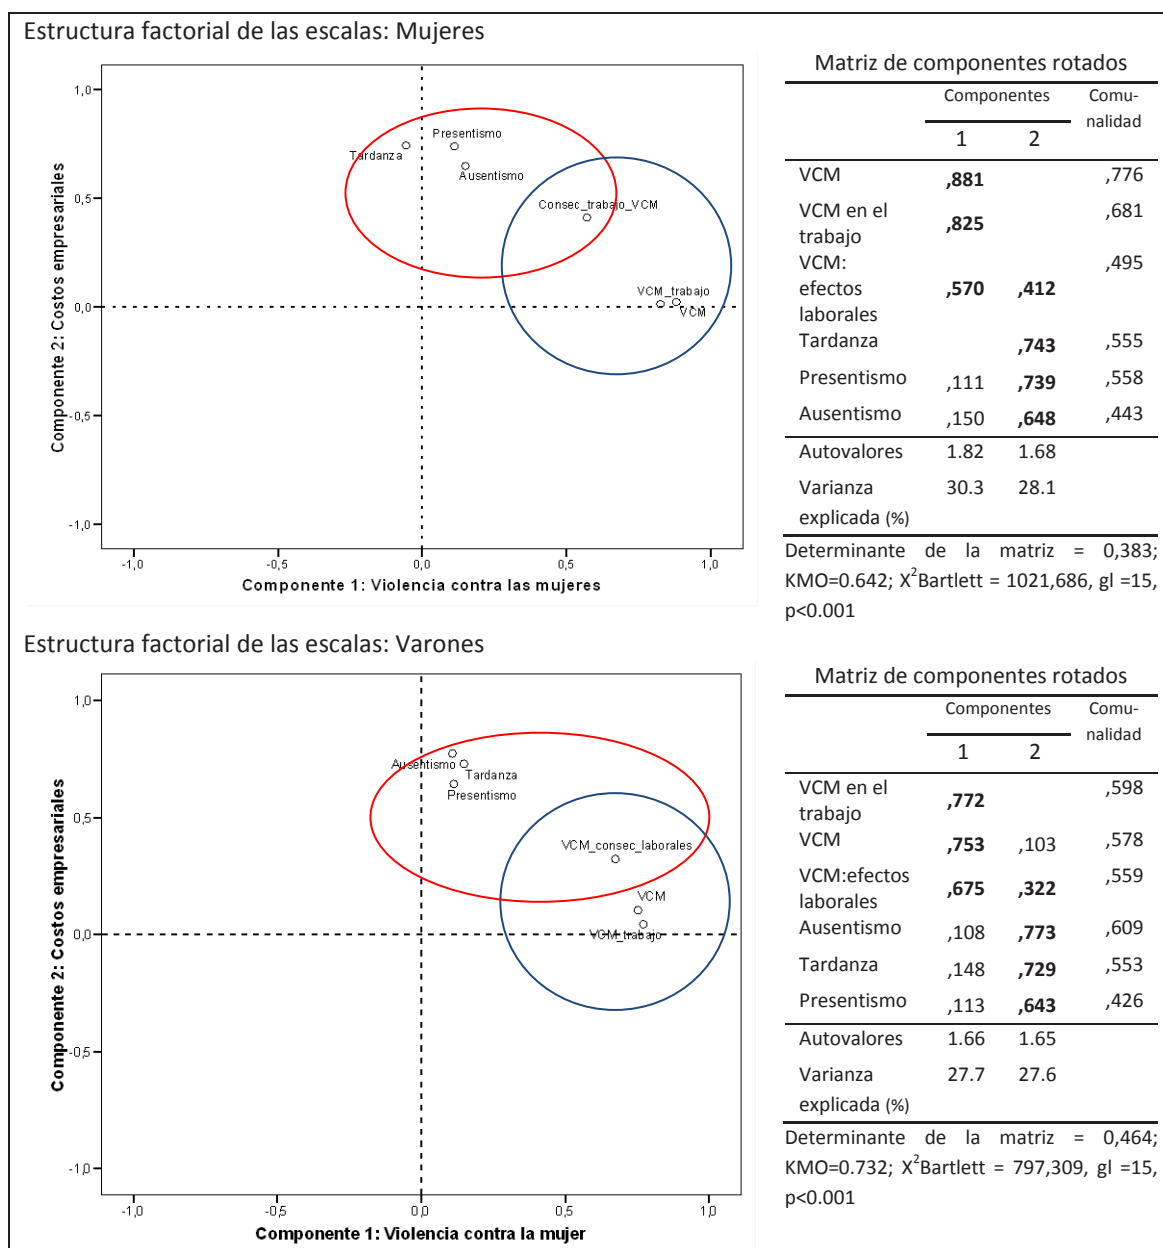 Estructura factorial de las escalas: Mujeres
1,0
0,5
0,0
-0,5
-1,0
-1,0
-0,5
0,0
0,5
1,0
Componente 2: Costos empresariales
Componente 1: Violencia contra las mujeres
Presentismo
Tardanza
Ausentismo
Consec_trabajo_VCM
VCM_trabajo
VCM
Matriz de componentes rotados
Componentes Comu-
nalidad
1 2
VCM ,881 ,776
VCM en el ,825 ,681
trabajo
VCM: ,495
efectos ,570 ,412
laborales
Tardanza ,743 ,555
Presentismo ,111 ,739 ,558
Ausentismo ,150 ,648 ,443
Autovalores 1.82 1.68
Varianza 30.3 28.1
explicada (%)
Determinante de la matriz = 0,383;
KMO=0.642; X²Bartlett = 1021,686, gl =15,
p<0.001
Estructura factorial de las escalas: Varones
1,0
0,5
0,0
-0,5
-1,0
-1,0
-0,5
0,0
0,5
1,0
Componente 2: Costos empresariales
Componente 1: Violencia contra la mujer
Ausentismo
Tardanza
Presentismo
VCM_consec_laborales
VCM
VCM_trabajo
Matriz de componentes rotados
Componentes Comu-
nalidad
1 2
VCM en el ,772 ,598
trabajo
VCM ,753 ,103 ,578
VCM:efectos ,675 ,322 ,559
laborales
Ausentismo ,108 ,773 ,609
Tardanza ,148 ,729 ,553
Presentismo ,113 ,643 ,426
Autovalores 1.66 1.65
Varianza 27.7 27.6
explicada (%)
Determinante de la matriz = 0,464;
KMO=0.732; X²Bartlett = 797,309, gl =15,
p<0.001